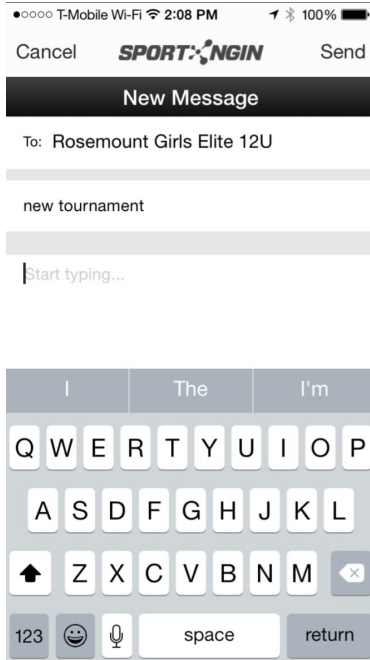 T-Mobile Wi-Fi 2:08 PM 100%
Cancel SPORT NGIN Send
New Message
To: Rosemount Girls Elite 12U
new tournament
Start typing...
I The I'm
Q W E R T Y U I O P
A S D F G H J K L
Z X C V B N M
123 space return